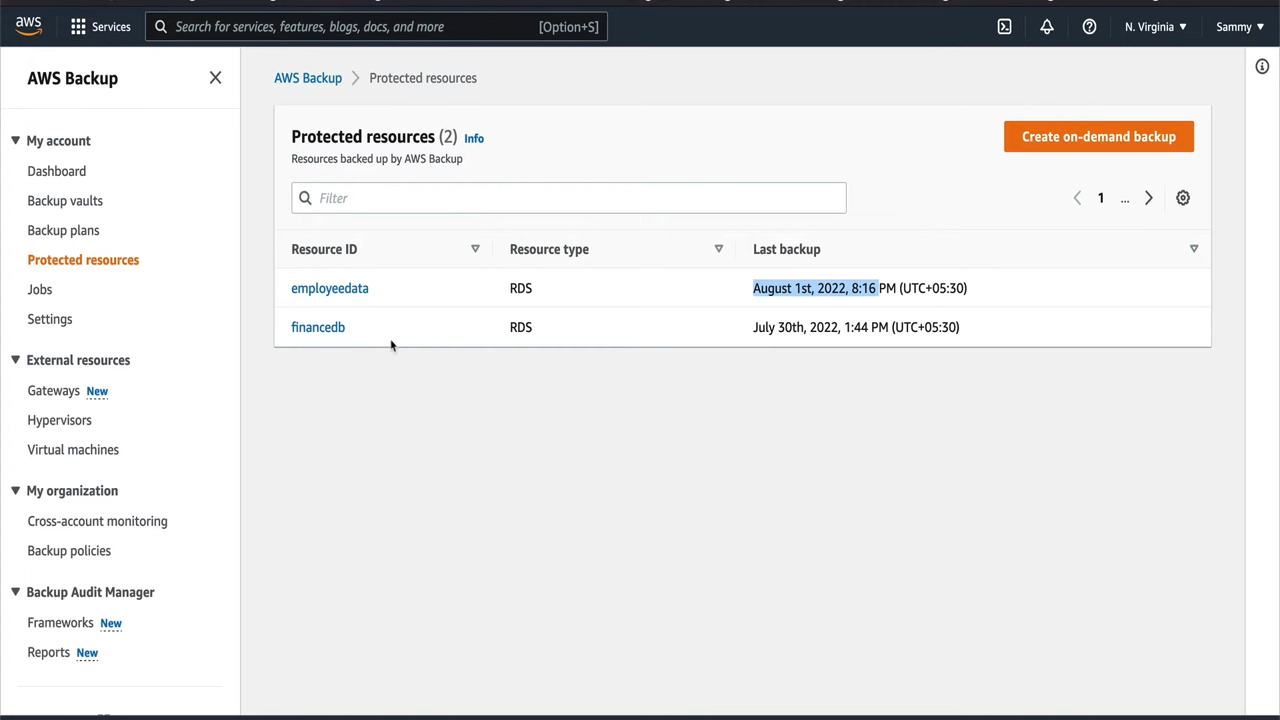 aws
Services
Search for services, features, blogs, docs, and more
[Option+S]
N. Virginia ▼
Sammy ▼
AWS Backup
My account
Dashboard
Backup vaults
Backup plans
Protected resources
Jobs
Settings
External resources
Gateways New
Hypervisors
Virtual machines
My organization
Cross-account monitoring
Backup policies
Backup Audit Manager
Frameworks New
Reports New
AWS Backup > Protected resources
Protected resources (2) Info
Resources backed up by AWS Backup
Create on-demand backup
Filter
1 ...
Resource ID Resource type Last backup
employeedata RDS August 1st, 2022, 8:16 PM (UTC+05:30)
financedb RDS July 30th, 2022, 1:44 PM (UTC+05:30)